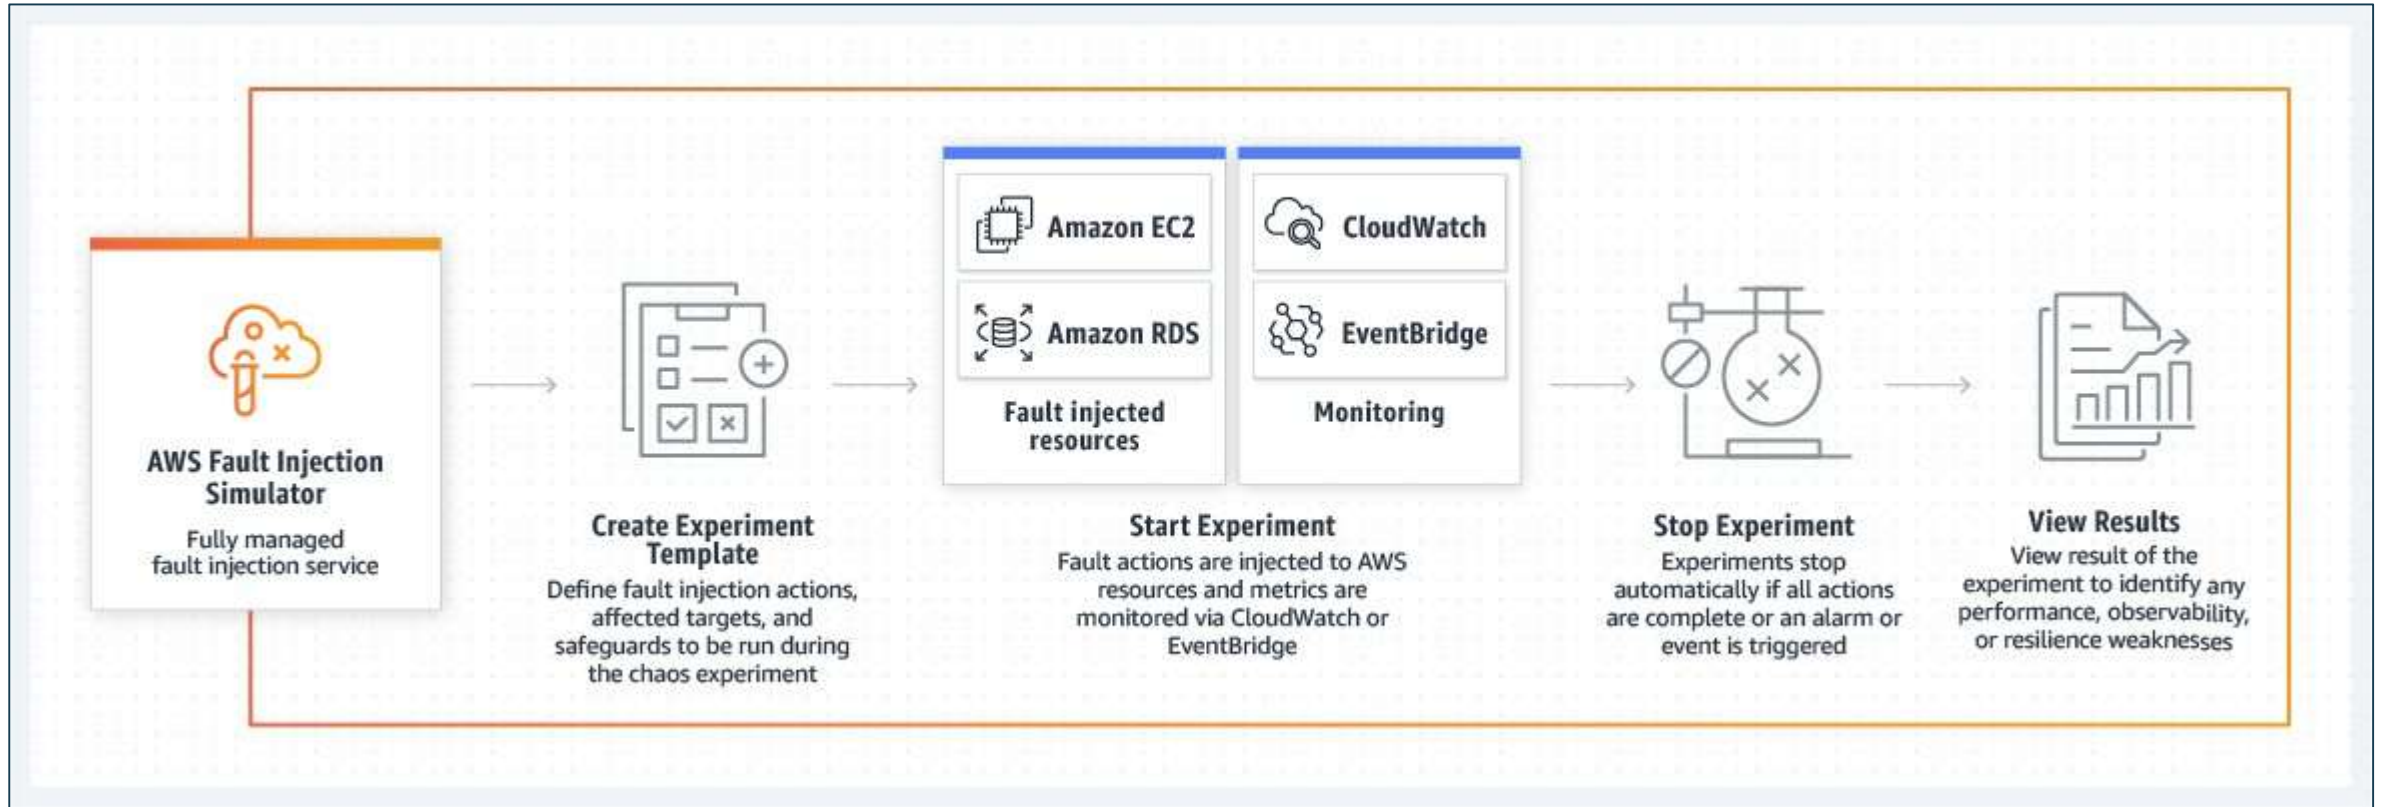 AWS Fault Injection
Simulator
Fully managed
fault injection service
Create Experiment
Template
Define fault injection actions,
affected targets, and
safeguards to be run during
the chaos experiment
Amazon EC2
Amazon RDS
Fault injected
resources
CloudWatch
EventBridge
Monitoring
Start Experiment
Fault actions are injected to AWS
resources and metrics are
monitored via CloudWatch or
EventBridge
Stop Experiment
Experiments stop
automatically if all actions
are complete or an alarm or
event is triggered
View Results
View result of the
experiment to identify any
performance, observability,
or resilience weaknesses